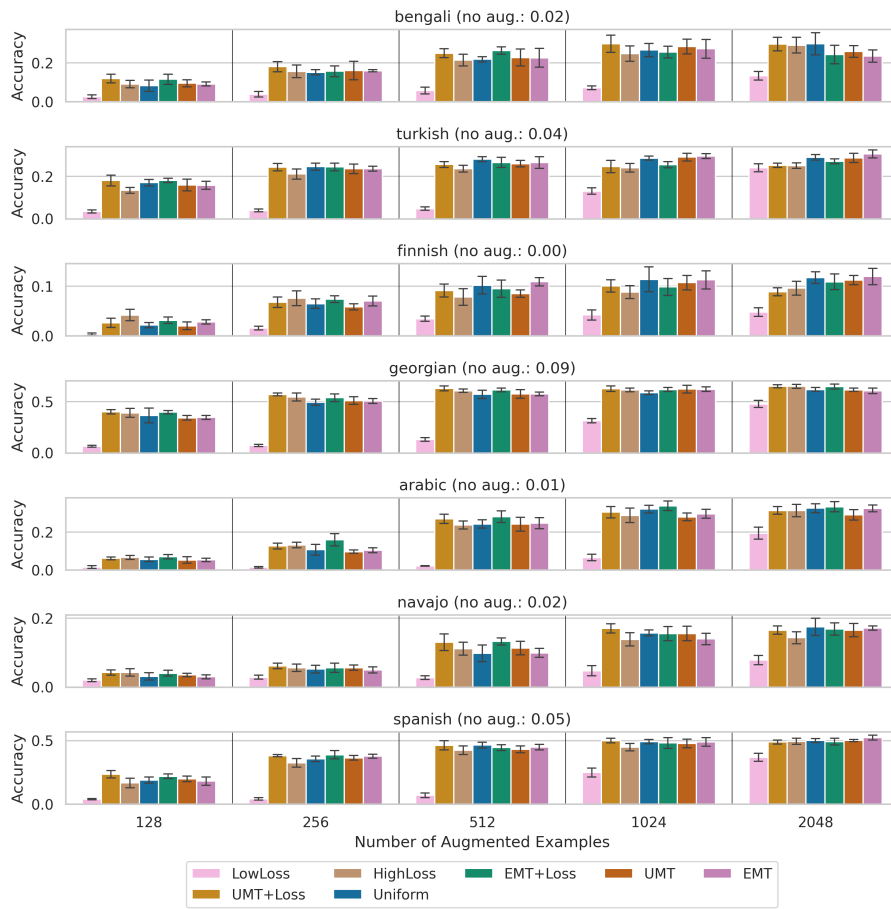 bengali (no aug.: 0.02)
Accuracy
0.2
0.0
turkish (no aug.: 0.04)
Accuracy
0.2
0.0
finnish (no aug.: 0.00)
Accuracy
0.1
0.0
georgian (no aug.: 0.09)
Accuracy
0.5
0.0
arabic (no aug.: 0.01)
Accuracy
0.2
0.0
navajo (no aug.: 0.02)
Accuracy
0.2
0.0
spanish (no aug.: 0.05)
Accuracy
0.5
0.0
128 256 512 1024 2048
Number of Augmented Examples
LowLoss HighLoss EMT+Loss UMT EMT
UMT+Loss Uniform